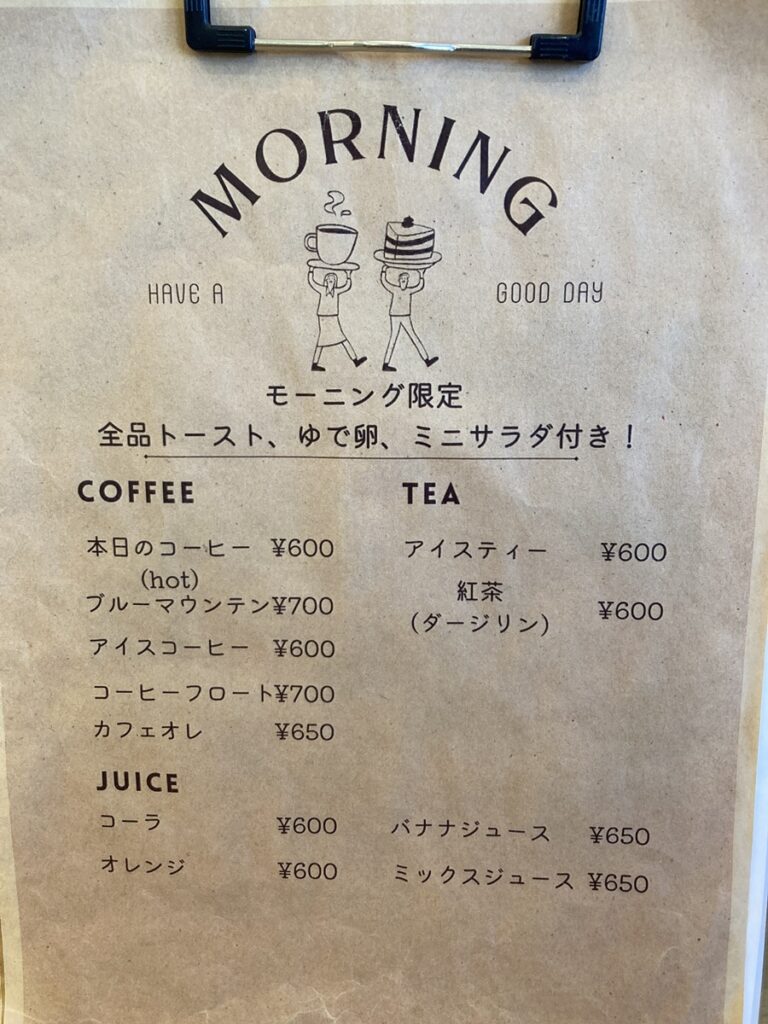 MORNING
HAVE A GOOD DAY
モーニング限定
全品トースト、ゆで卵、ミニサラダ付き！
COFFEE
本日のコーヒー ¥600
(hot)
ブルーマウンテン¥700
アイスコーヒー ¥600
コーヒーフロート¥700
カフェオレ ¥650
TEA
アイスティー ¥600
紅茶
(ダージリン) ¥600
JUICE
コーラ ¥600
オレンジ ¥600
バナナジュース ¥650
ミックスジュース ¥650